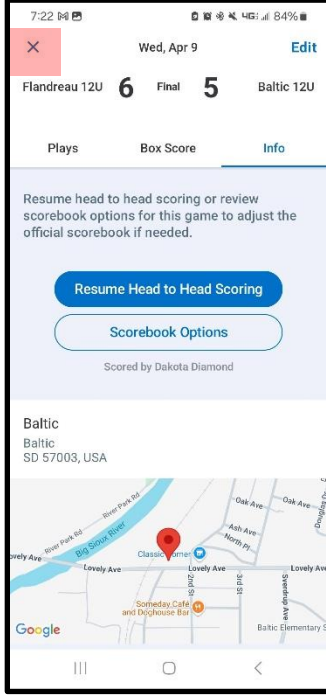 7:22
4G 84%
Wed, Apr 9
Edit
Flandreau 12U 6 Final 5 Baltic 12U
Plays Box Score Info
Resume head to head scoring or review
scorebook options for this game to adjust the
official scorebook if needed.
Resume Head to Head Scoring
Scorebook Options
Scored by Dakota Diamond
Baltic
Baltic
SD 57003, USA
River Park Rd
Oak Ave
Oak Ave
Douglas
River Park Rd
Big Sioux River
Ash Ave
North Pl
Classic Corner
Lovely Ave
Lovely Ave
Lovely Ave
Lovely Ave
2nd St
3rd St
Sverdrup Ave
Someday Cafe
and Doghouse Bar
Google
Baltic Elementary S